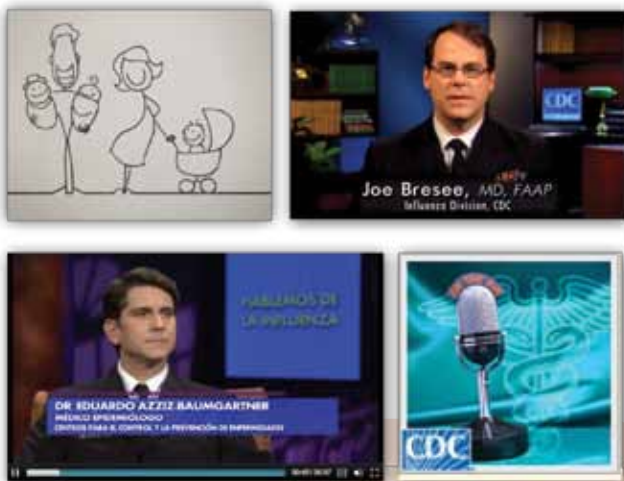 CDC
Joe Bresee, MD, FAAP
Influenza Division, CDC
HABLEMOS DE
LA INFLUENZA
DR EDUARDO AZZIZ-BAUMGARTNER
MÉDICO EPIDEMIÓLOGO
CENTROS PARA EL CONTROL Y LA PREVENCIÓN DE ENFERMEDADES
CDC